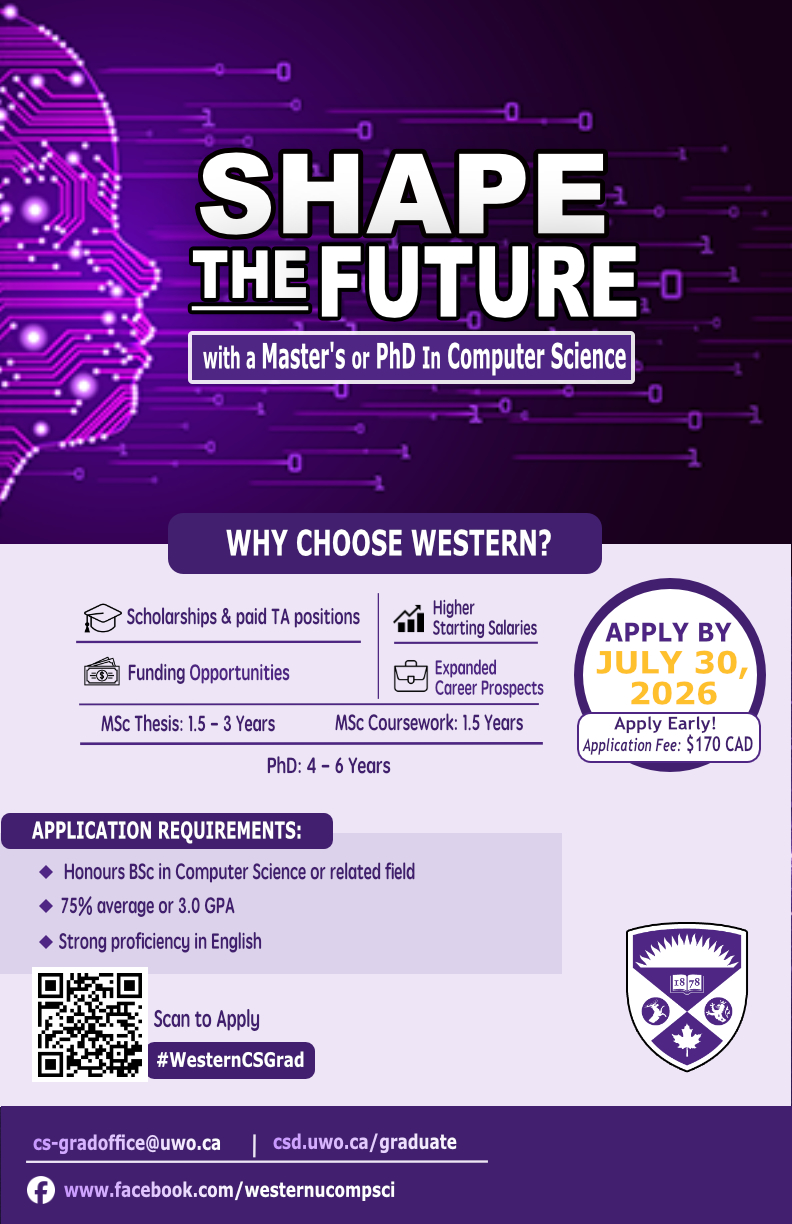 SHAPE
THE FUTURE
with a Master's or PhD In Computer Science
WHY CHOOSE WESTERN?
Scholarships & paid TA positions
Higher
Starting Salaries
Funding Opportunities
Expanded
Career Prospects
MSc Thesis: 1.5 – 3 Years
MSc Coursework: 1.5 Years
PhD: 4 – 6 Years
APPLY BY
JULY 30,
2026
Apply Early!
Application Fee: $170 CAD
APPLICATION REQUIREMENTS:
◆ Honours BSc in Computer Science or related field
◆ 75% average or 3.0 GPA
◆ Strong proficiency in English
Scan to Apply
#WesternCSGrad
1878
cs-gradoffice@uwo.ca | csd.uwo.ca/graduate
www.facebook.com/westernucompsci